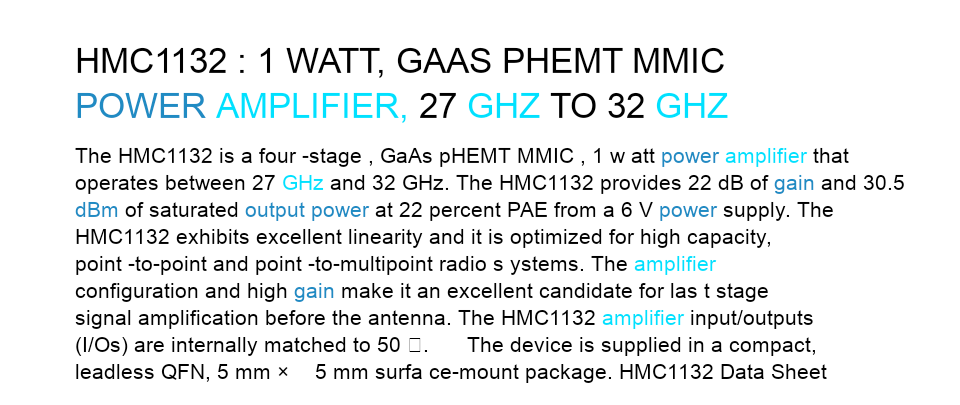 HMC1132 : 1 WATT, GAAS PHEMT MMIC
POWER AMPLIFIER, 27 GHZ TO 32 GHZ
The HMC1132 is a four -stage , GaAs pHEMT MMIC , 1 w att power amplifier that
operates between 27 GHz and 32 GHz. The HMC1132 provides 22 dB of gain and 30.5
dBm of saturated output power at 22 percent PAE from a 6 V power supply. The
HMC1132 exhibits excellent linearity and it is optimized for high capacity,
point -to-point and point -to-multipoint radio s ystems. The amplifier
configuration and high gain make it an excellent candidate for las t stage
signal amplification before the antenna. The HMC1132 amplifier input/outputs
(I/Os) are internally matched to 50 . The device is supplied in a compact,
leadless QFN, 5 mm × 5 mm surfa ce-mount package. HMC1132 Data Sheet